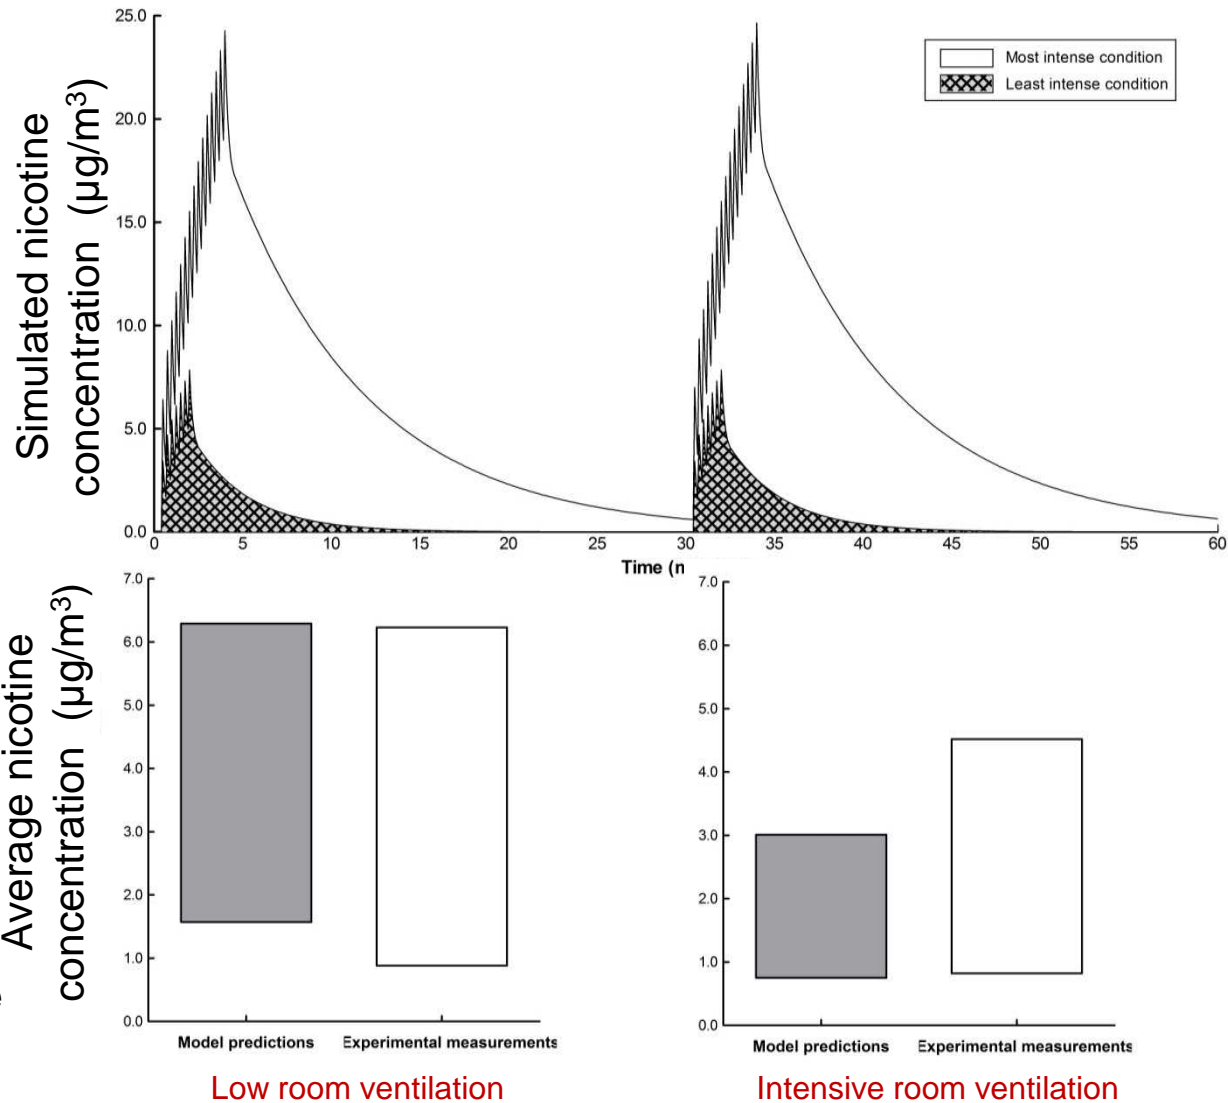 Simulated nicotine
concentration (µg/m³)
25.0
20.0
15.0
10.0
5.0
0.0
0 5 10 15 20 25 30 35 40 45 50 55 60
Time (n
Most intense condition
Least intense condition
Average nicotine
concentration (µg/m³)
7.0
6.0
5.0
4.0
3.0
2.0
1.0
0.0
Model predictions Experimental measurements
Low room ventilation
7.0
6.0
5.0
4.0
3.0
2.0
1.0
0.0
Model predictions Experimental measurements
Intensive room ventilation